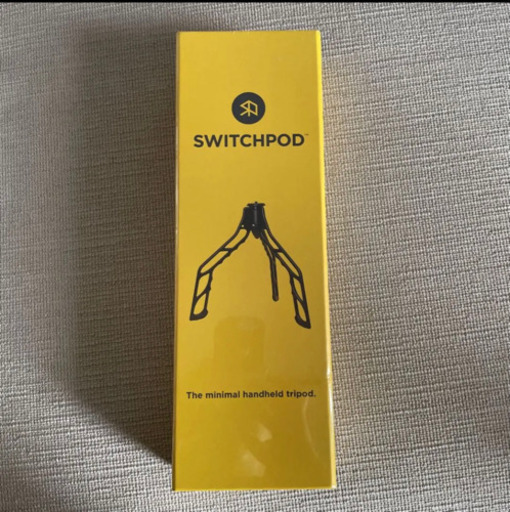 SWITCHPOD™
The minimal handheld tripod.